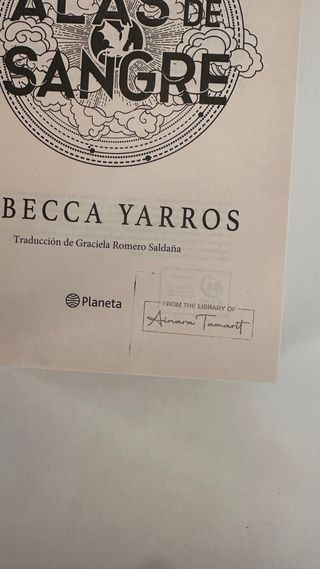 ALAS DE
SANGRE
BECCA YARROS
Traducción de Graciela Romero Saldaña
Planeta
FROM THE LIBRARY OF
Ainara Tamarit